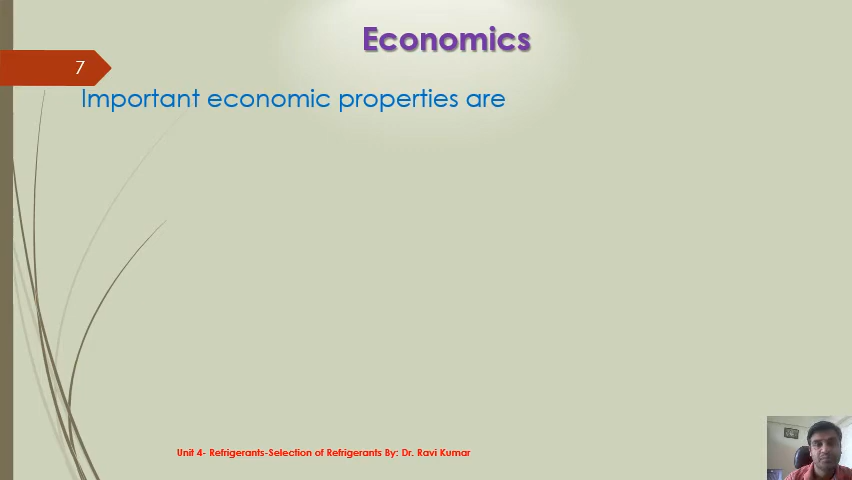 Economics
7
Important economic properties are
Unit 4- Refrigerants-Selection of Refrigerants By: Dr. Ravi Kumar